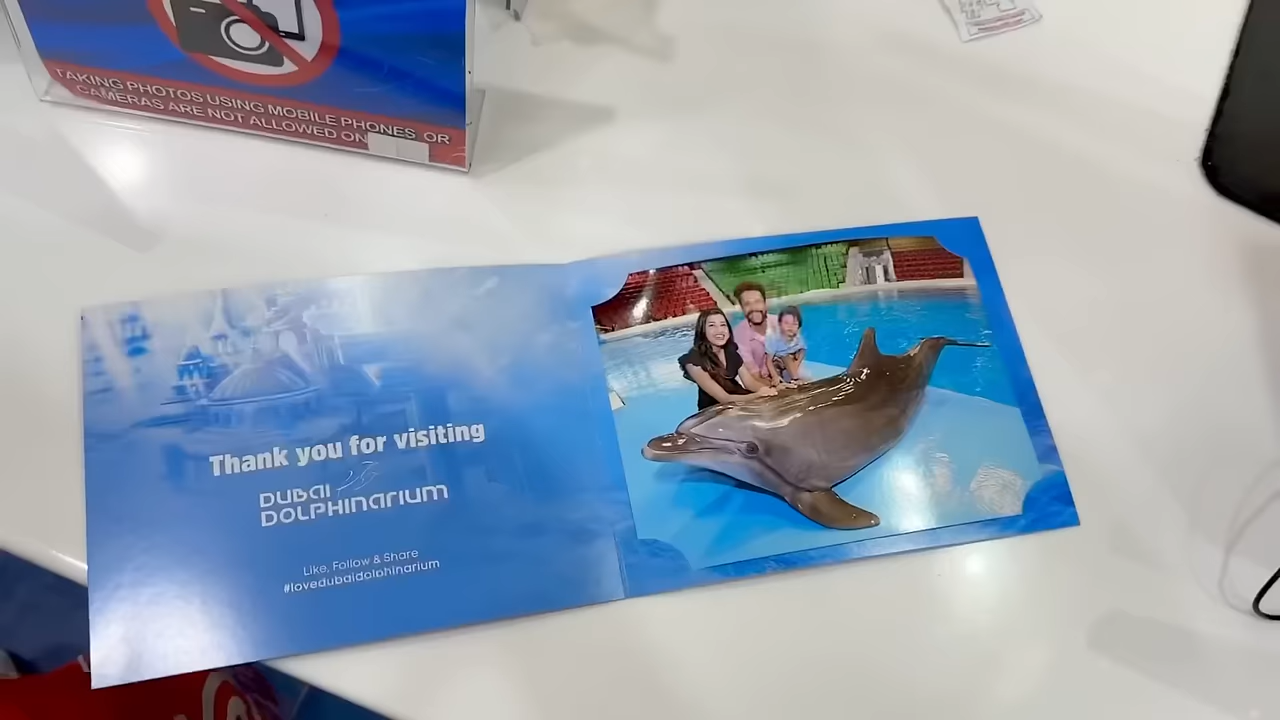 TAKING PHOTOS USING MOBILE PHONES OR
CAMERAS ARE NOT ALLOWED ON
Thank you for visiting
DUBAI
DOLPHINARIUM
Like, Follow & Share
#lovedubaidolphinarium